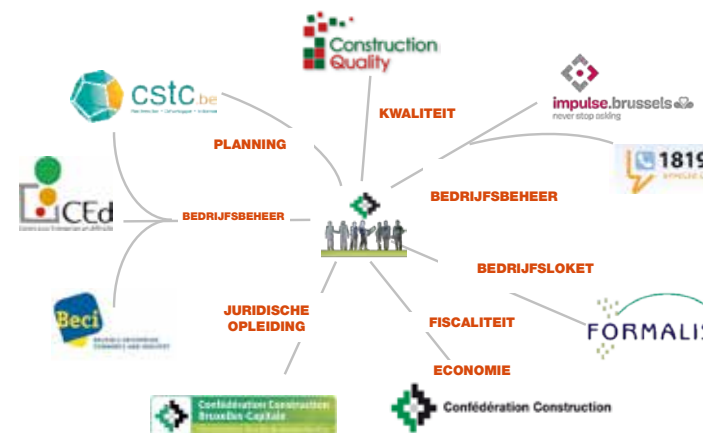 Construction
Quality
cstc.be
impulse.brussels
never stop asking
KWALITEIT
PLANNING
1819
CEd
BEDRIJFSBEHEER
BEDRIJFSBEHEER
BEDRIJFSLOKET
Beci
JURIDISCHE
OPLEIDING
FISCALITEIT
FORMALIS
ECONOMIE
Confédération Construction
Bruxelles-Capitale
Confédération Construction